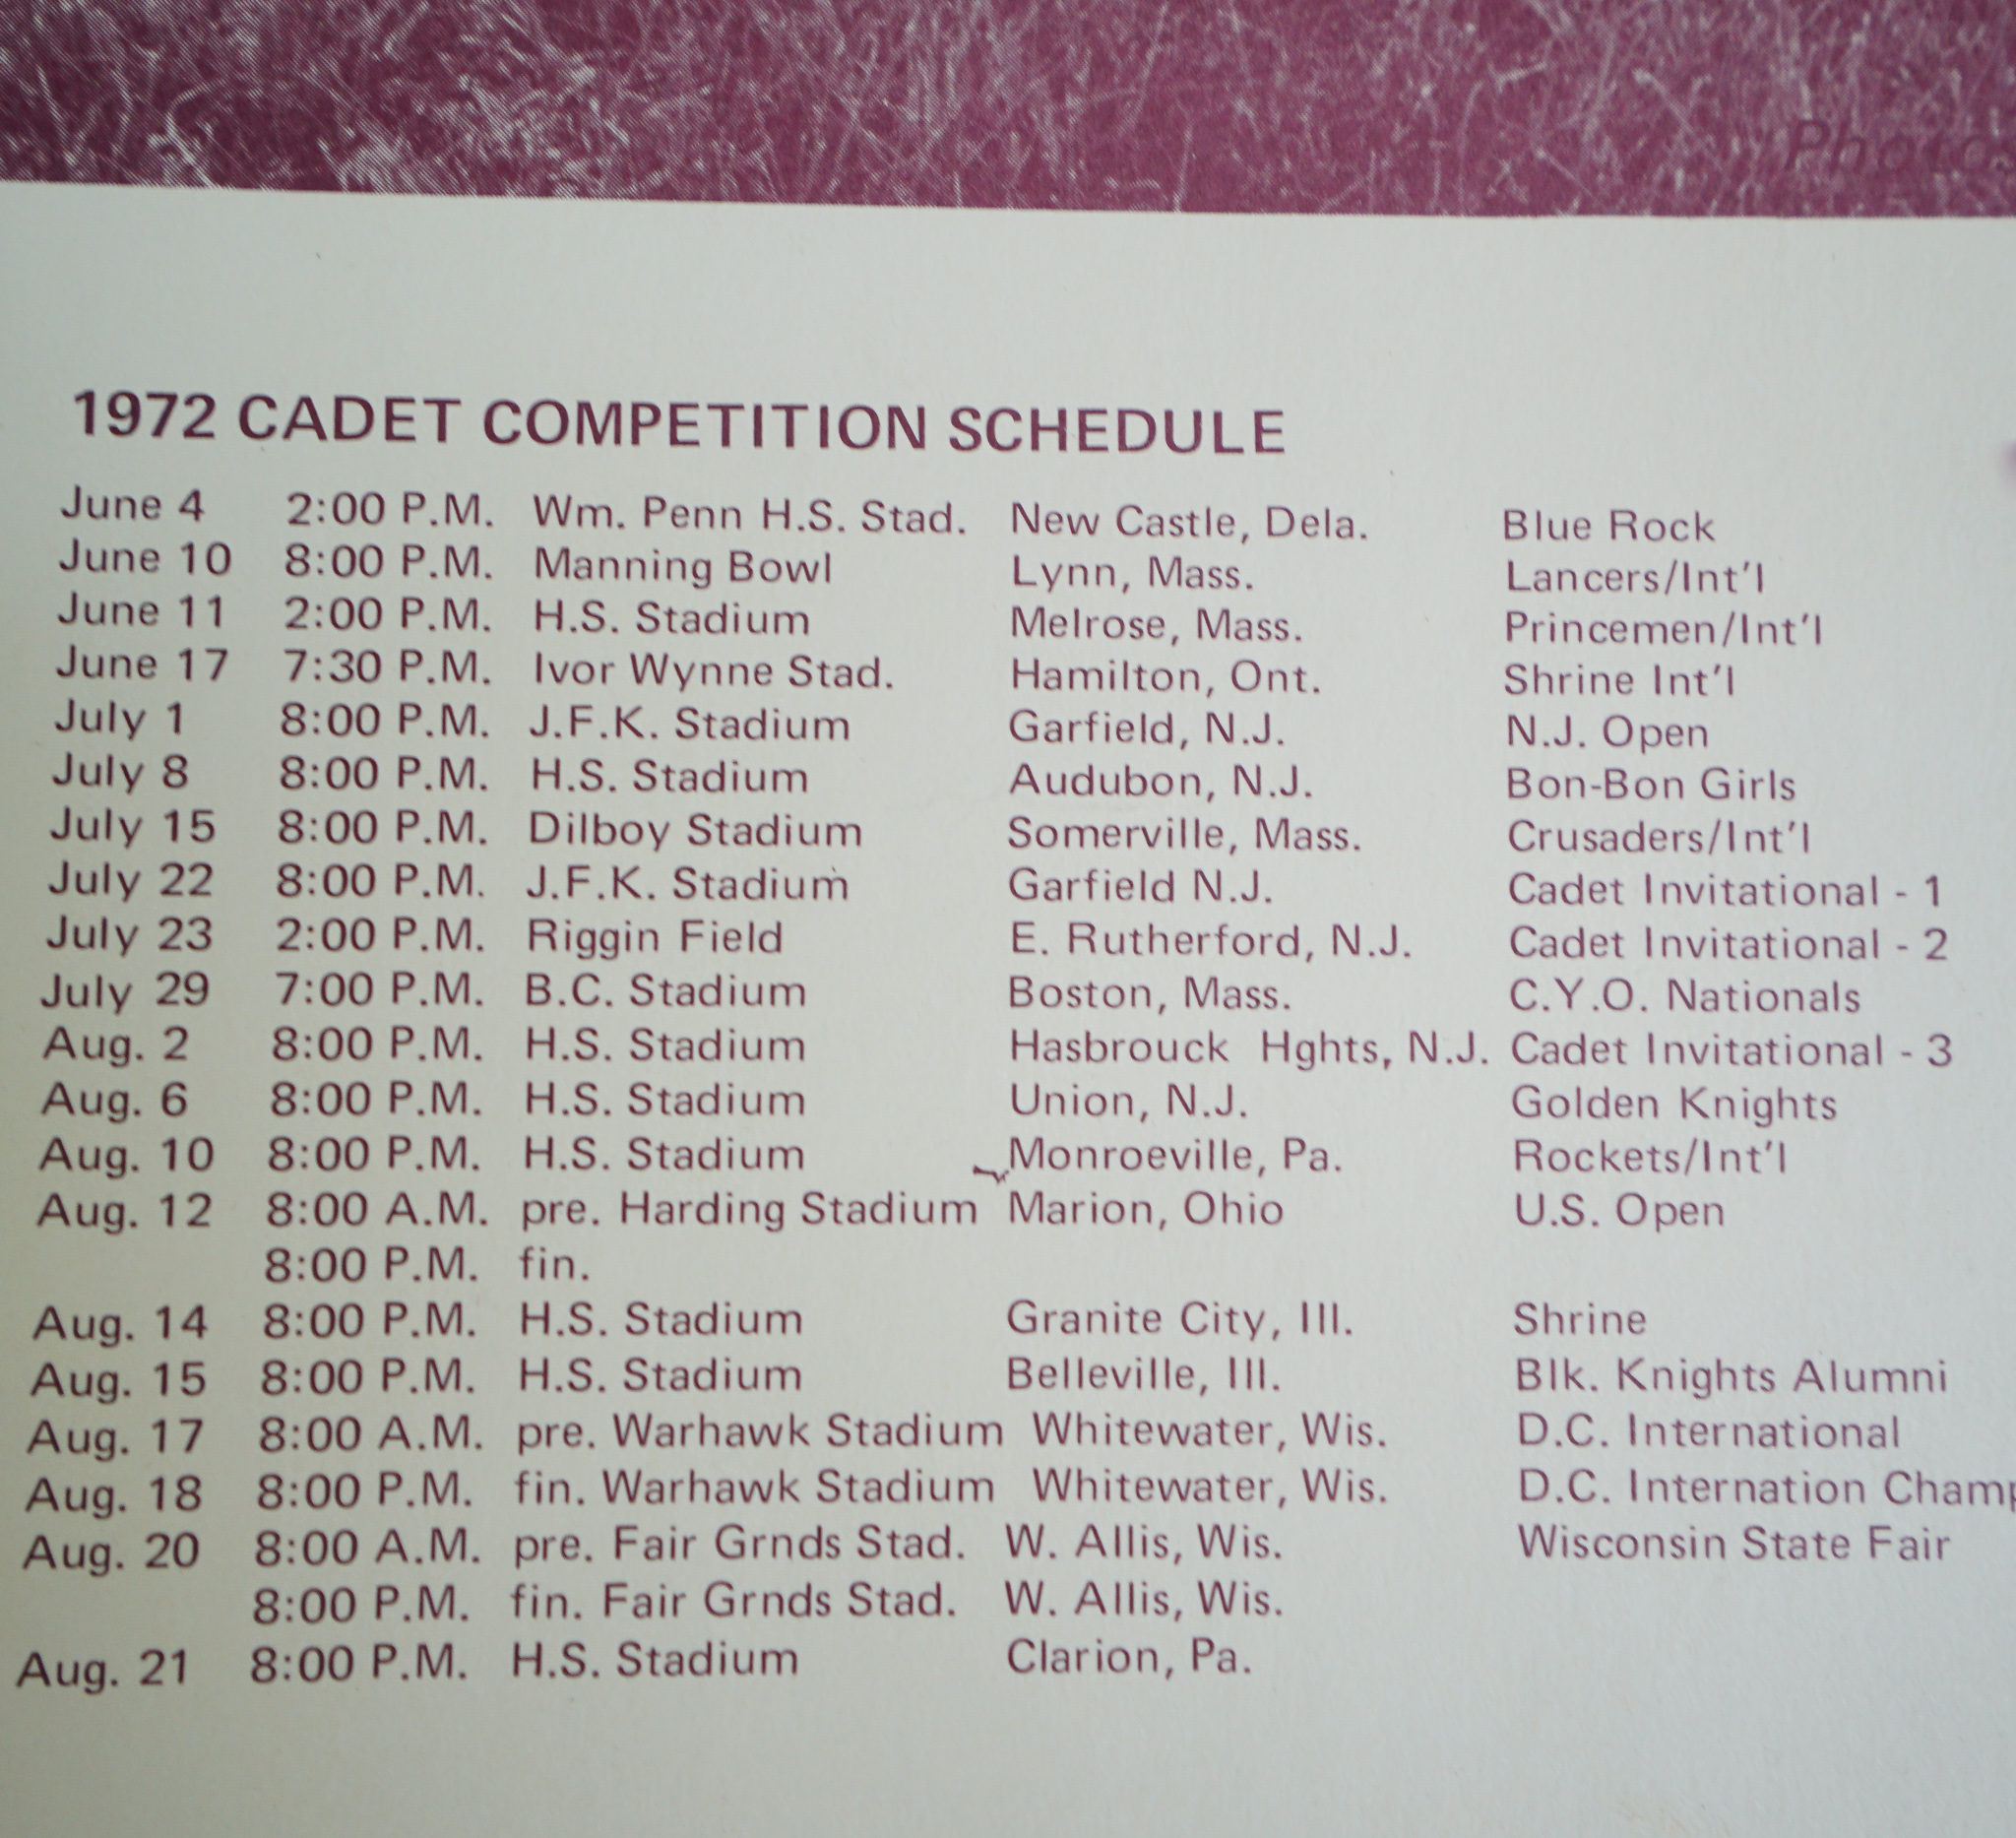 Photo
1972 CADET COMPETITION SCHEDULE
June 4 2:00 P.M. Wm. Penn H.S. Stad. New Castle, Dela. Blue Rock
June 10 8:00 P.M. Manning Bowl Lynn, Mass. Lancers/Int'l
June 11 2:00 P.M. H.S. Stadium Melrose, Mass. Princemen/Int'l
June 17 7:30 P.M. Ivor Wynne Stad. Hamilton, Ont. Shrine Int'l
July 1 8:00 P.M. J.F.K. Stadium Garfield, N.J. N.J. Open
July 8 8:00 P.M. H.S. Stadium Audubon, N.J. Bon-Bon Girls
July 15 8:00 P.M. Dilboy Stadium Somerville, Mass. Crusaders/Int'l
July 22 8:00 P.M. J.F.K. Stadium Garfield N.J. Cadet Invitational - 1
July 23 2:00 P.M. Riggin Field E. Rutherford, N.J. Cadet Invitational - 2
July 29 7:00 P.M. B.C. Stadium Boston, Mass. C.Y.O. Nationals
Aug. 2 8:00 P.M. H.S. Stadium Hasbrouck Hghts, N.J. Cadet Invitational - 3
Aug. 6 8:00 P.M. H.S. Stadium Union, N.J. Golden Knights
Aug. 10 8:00 P.M. H.S. Stadium Monroeville, Pa. Rockets/Int'l
Aug. 12 8:00 A.M. pre. Harding Stadium Marion, Ohio U.S. Open
8:00 P.M. fin.
Aug. 14 8:00 P.M. H.S. Stadium Granite City, Ill. Shrine
Aug. 15 8:00 P.M. H.S. Stadium Belleville, Ill. Blk. Knights Alumni
Aug. 17 8:00 A.M. pre. Warhawk Stadium Whitewater, Wis. D.C. International
Aug. 18 8:00 P.M. fin. Warhawk Stadium Whitewater, Wis. D.C. Internation Champ
Aug. 20 8:00 A.M. pre. Fair Grnds Stad. W. Allis, Wis. Wisconsin State Fair
8:00 P.M. fin. Fair Grnds Stad. W. Allis, Wis.
Aug. 21 8:00 P.M. H.S. Stadium Clarion, Pa.